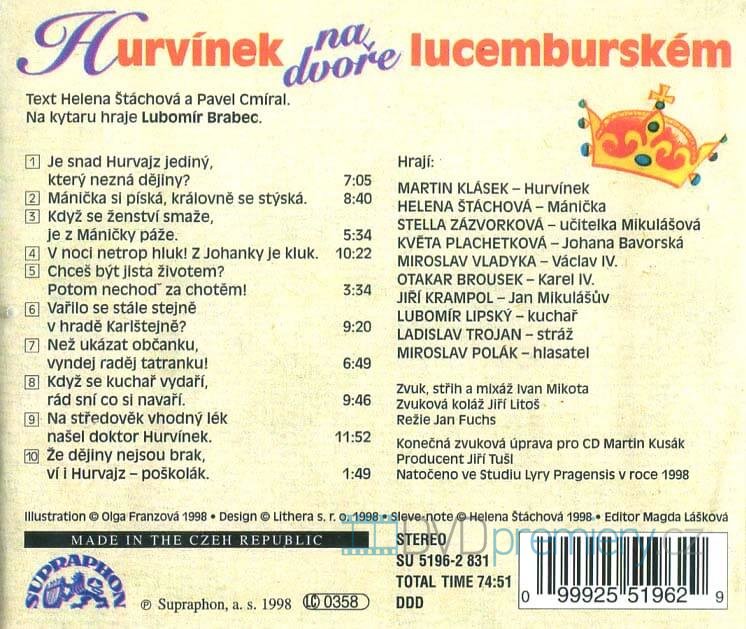 Hurvínek na dvoře lucemburském
Text Helena Štáchová a Pavel Cmíral.
Na kytaru hraje Lubomír Brabec.
1 Je snad Hurvajz jediný,
který nezná dějiny? 7:05
2 Mánička si píská, královně se stýská. 8:40
3 Když se ženství smaže,
je z Máničky páže. 5:34
4 V noci netrop hluk! Z Johanky je kluk. 10:22
5 Chceš být jista životem?
Potom nechoď za chotěm! 3:34
6 Vařilo se stále stejně
v hradě Karlštejně? 9:20
7 Než ukázat občanku,
vyndej raděj tatranku! 6:49
8 Když se kuchař vydaří,
rád sní co si navaří. 9:46
9 Na středověk vhodný lék
našel doktor Hurvínek. 11:52
10 Že dějiny nejsou brak,
ví i Hurvajz – poškolák. 1:49
Hrají:
MARTIN KLÁSEK – Hurvínek
HELENA ŠTÁCHOVÁ – Mánička
STELLA ZÁZVORKOVÁ – učitelka Mikulášová
KVĚTA PLACHETKOVÁ – Johana Bavorská
MIROSLAV VLADYKA – Václav IV.
OTAKAR BROUSEK – Karel IV.
JIŘÍ KRAMPOL – Jan Mikulášův
LUBOMÍR LIPSKÝ – kuchař
LADISLAV TROJAN – stráž
MIROSLAV POLÁK – hlasatel
Zvuk, střih a mixáž Ivan Mikota
Zvuková koláž Jiří Litoš
Režie Jan Fuchs
Konečná zvuková úprava pro CD Martin Kusák
Producent Jiří Tušl
Natočeno ve Studiu Lyry Pragensis v roce 1998
Illustration © Olga Franzová 1998 • Design © Lithera s. r. o. 1998 • Sleve-note © Helena Štáchová 1998 • Editor Magda Lášková
MADE IN THE CZEH REPUBLIC
SUPRAPHON
℗ Supraphon, a. s. 1998 LC 0358
STEREO
SU 5196-2 831
TOTAL TIME 74:51
DDD
DVDpremiery.cz
0 99925 51962 9